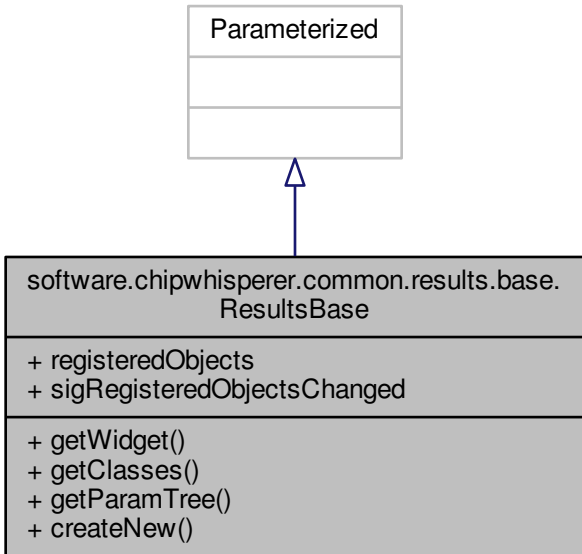 Parameterized
software.chipwhisperer.common.results.base.
ResultsBase
+ registeredObjects
+ sigRegisteredObjectsChanged
+ getWidget()
+ getClasses()
+ getParamTree()
+ createNew()